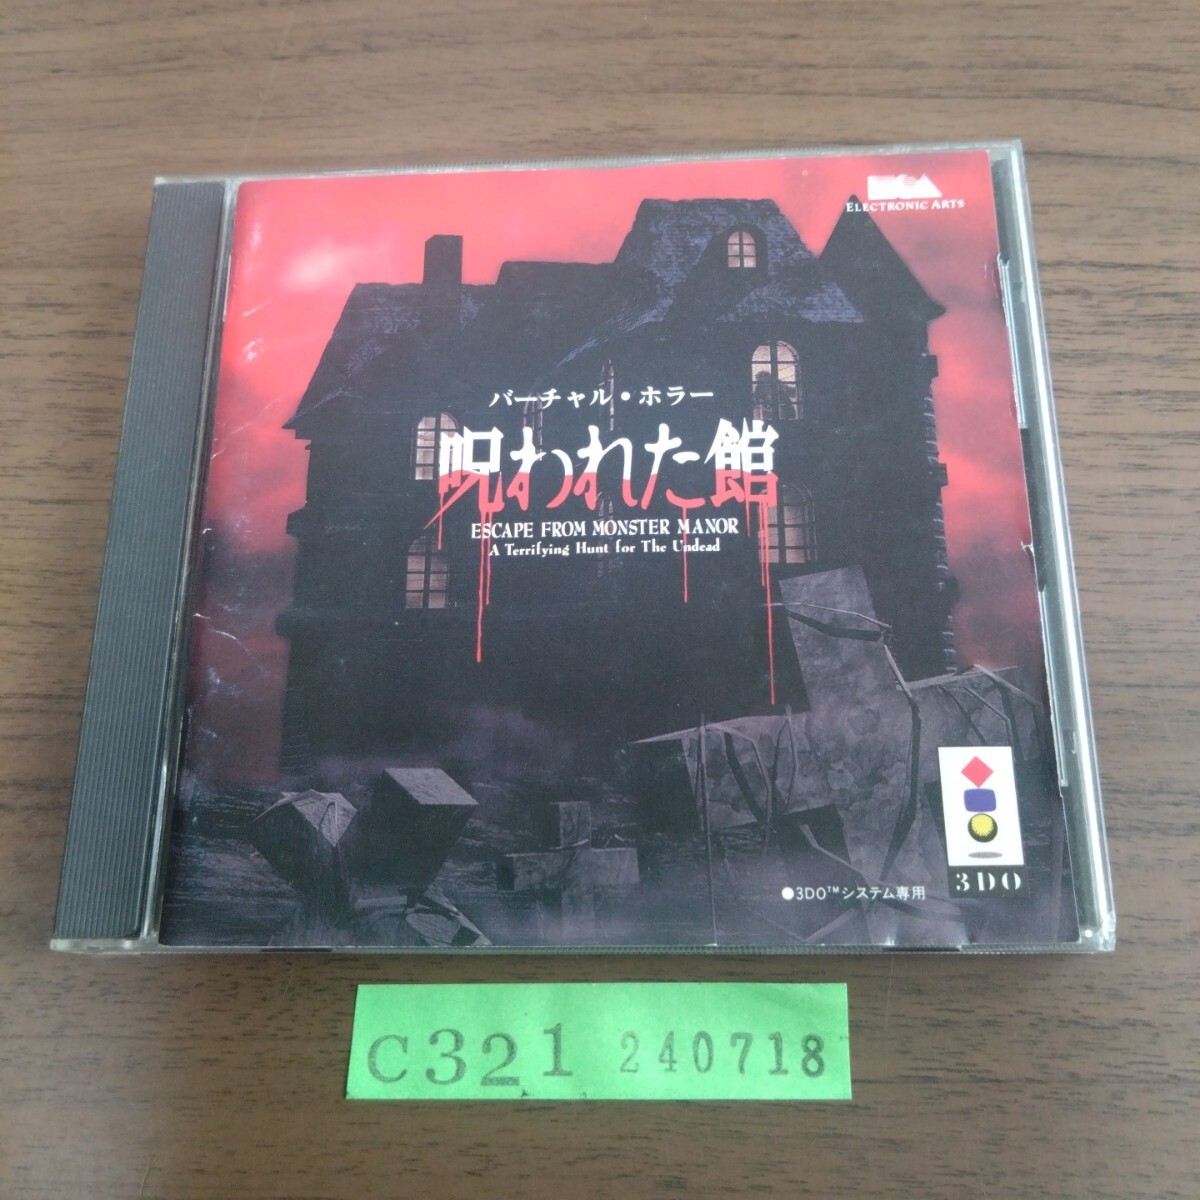 ELECTRONIC ARTS
バーチャル・ホラー
呪われた館
ESCAPE FROM MONSTER MANOR
A Terrifying Hunt for The Undead
●3DO™システム専用
3DO
C321 240718